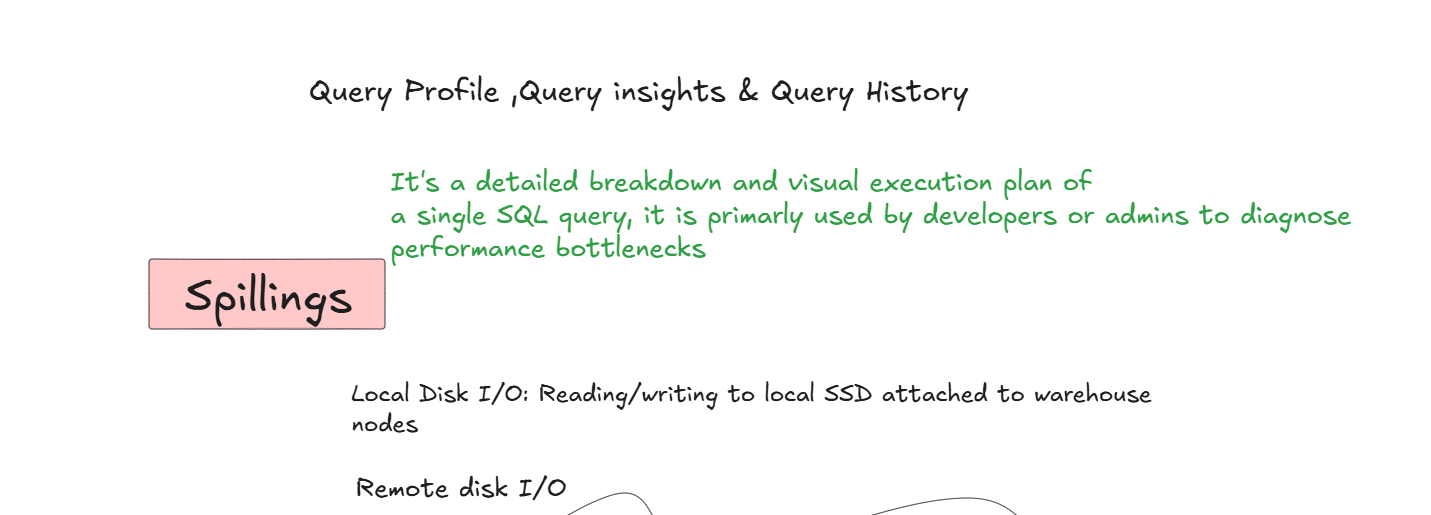 Query Profile ,Query insights & Query History
It's a detailed breakdown and visual execution plan of
a single SQL query, it is primarly used by developers or admins to diagnose
performance bottlenecks
Spillings
Local Disk I/O: Reading/writing to local SSD attached to warehouse
nodes
Remote disk I/O